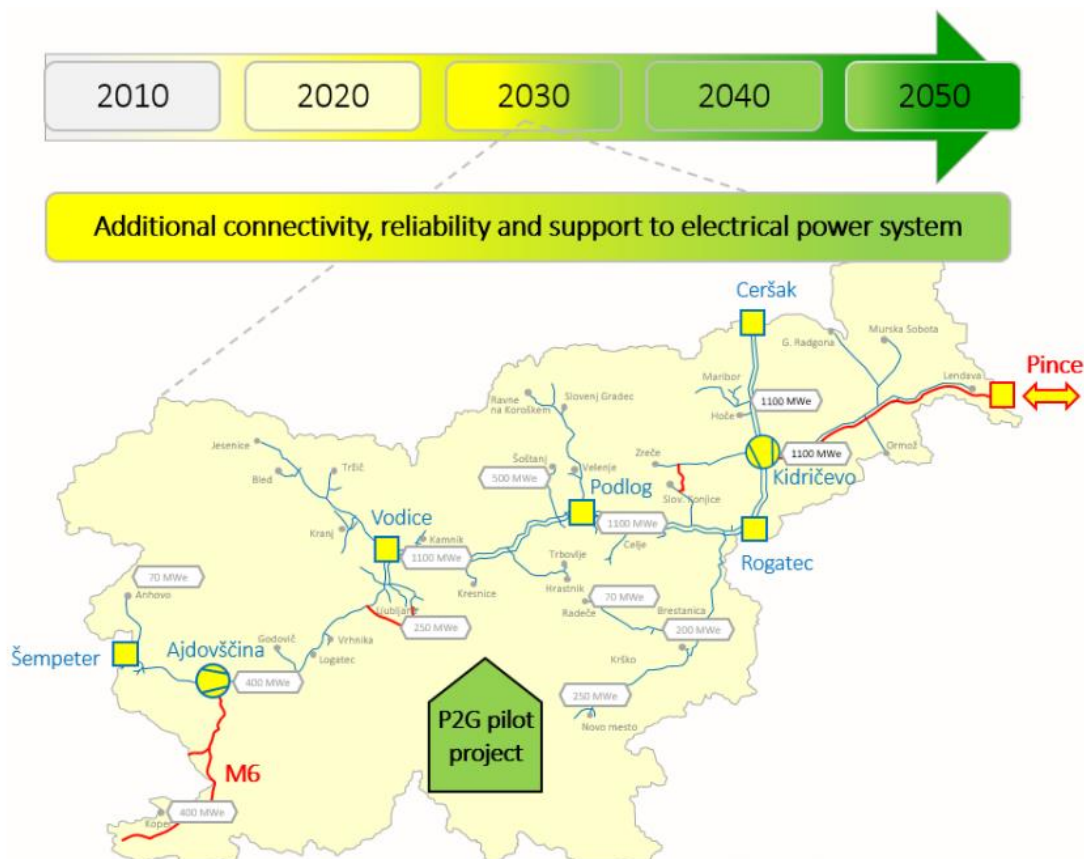 2010
2020
2030
2040
2050
Additional connectivity, reliability and support to electrical power system
Ceršak
Murska Sobota
G. Radgona
Pince
Lendava
Maribor
1100 MWe
Hoče
Ravne
na Koroškem
Slovenj Gradec
Jesenice
Tržič
Bled
Šoštanj
500 MWe
Velenje
Zreče
1100 MWe
Ormož
Kidričevo
Podlog
Slov. Konjice
Kranj
Vodice
Kamnik
1100 MWe
1100 MWe
Celje
Rogatec
Trbovlje
Kresnice
Hrastnik
70 MWe
Anhovo
Radeče
70 MWe
Brestanica
200 MWe
Ljubljana
250 MWe
Godovič
Vrhnika
Logatec
Ajdovščina
Šempeter
400 MWe
Krško
250 MWe
Novo mesto
P2G pilot
project
M6
400 MWe
Koper